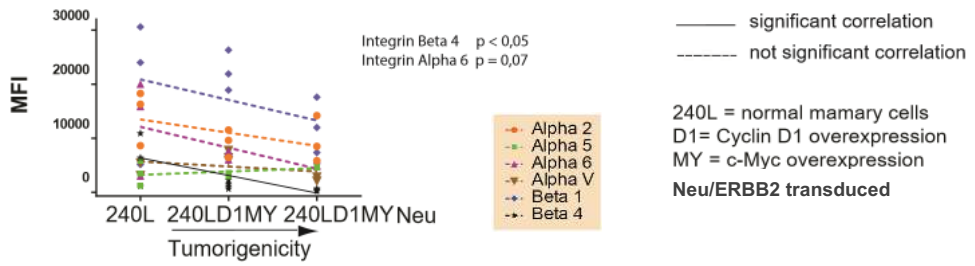 30000
20000
10000
0
MFI
240L 240LD1MY 240LD1MY Neu
Tumorigenicity
Integrin Beta 4 p < 0,05
Integrin Alpha 6 p = 0,07
Alpha 2
Alpha 5
Alpha 6
Alpha V
Beta 1
Beta 4
significant correlation
not significant correlation
240L = normal mamary cells
D1= Cyclin D1 overexpression
MY = c-Myc overexpression
Neu/ERBB2 transduced